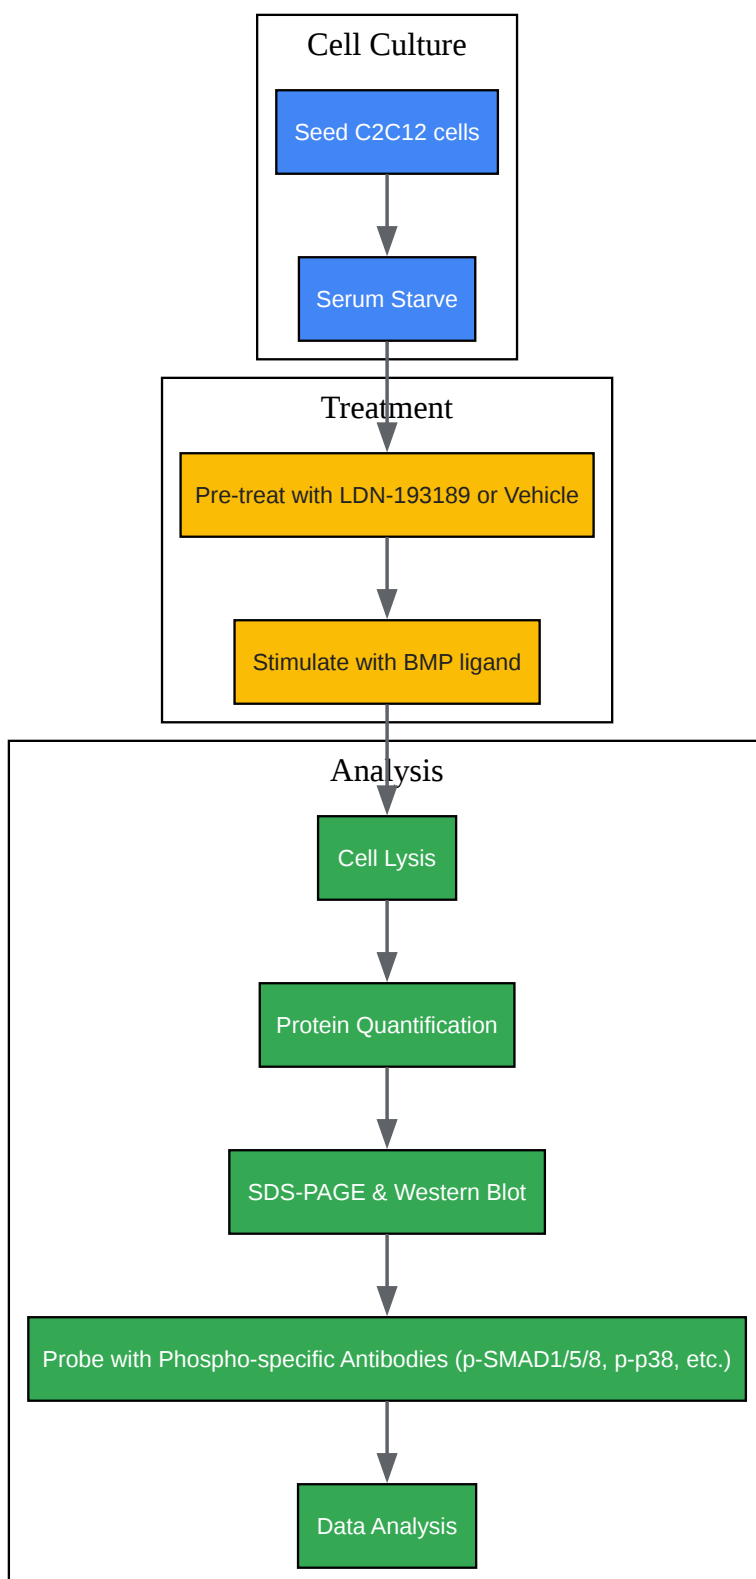 Cell Culture
Seed C2C12 cells
Serum Starve
Treatment
Pre-treat with LDN-193189 or Vehicle
Stimulate with BMP ligand
Analysis
Cell Lysis
Protein Quantification
SDS-PAGE & Western Blot
Probe with Phospho-specific Antibodies (p-SMAD1/5/8, p-p38, etc.)
Data Analysis